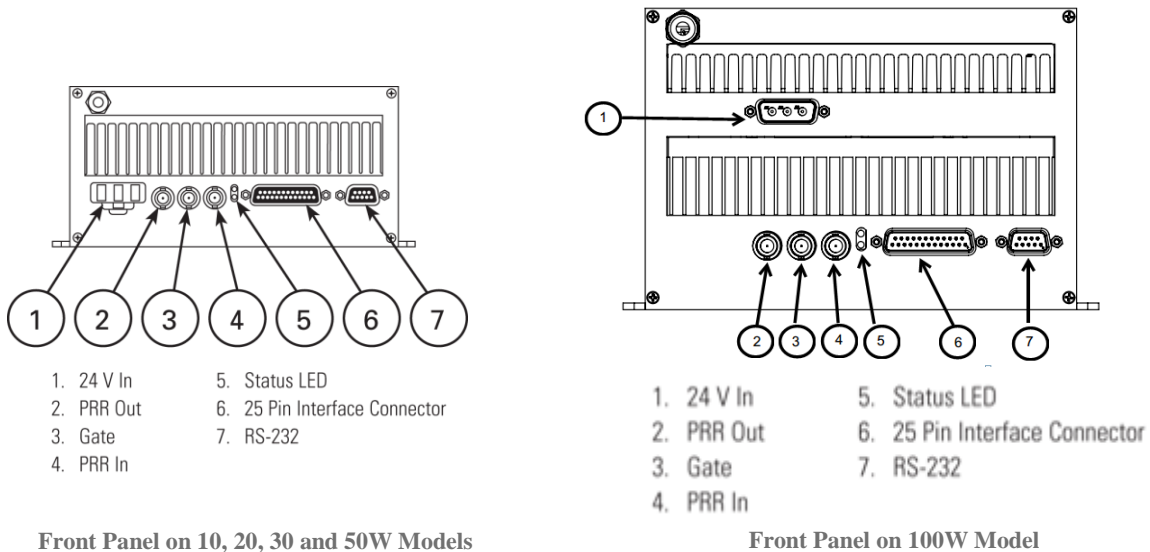 1 2 3 4 5 6 7
1. 24 V In
2. PRR Out
3. Gate
4. PRR In
5. Status LED
6. 25 Pin Interface Connector
7. RS-232
Front Panel on 10, 20, 30 and 50W Models
1
2 3 4 5 6 7
1. 24 V In
2. PRR Out
3. Gate
4. PRR In
5. Status LED
6. 25 Pin Interface Connector
7. RS-232
Front Panel on 100W Model